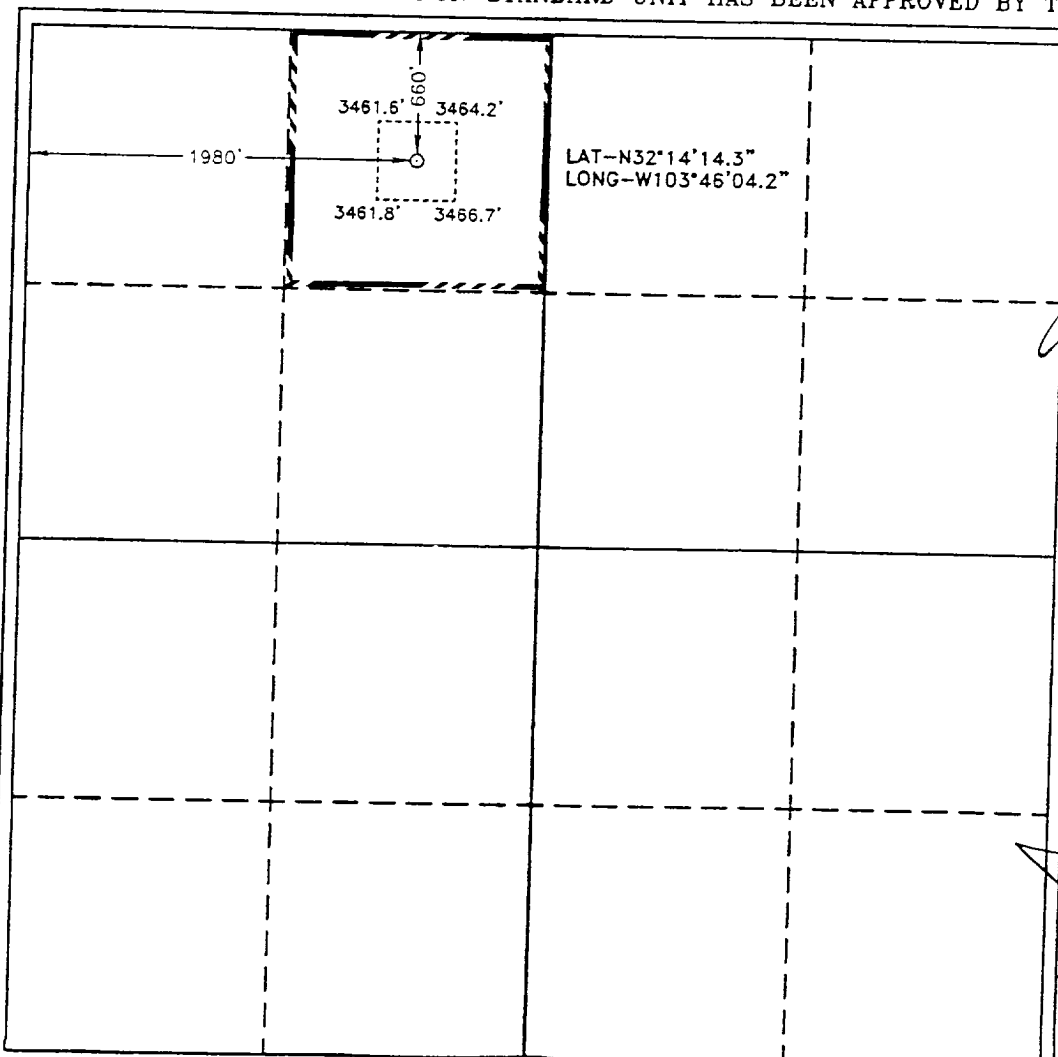 STANDARD UNIT HAS BEEN APPROVED BY T
660'
3461.6' 3464.2'
1980'
LAT-N32°14'14.3"
LONG-W103°46'04.2"
3461.8' 3466.7'